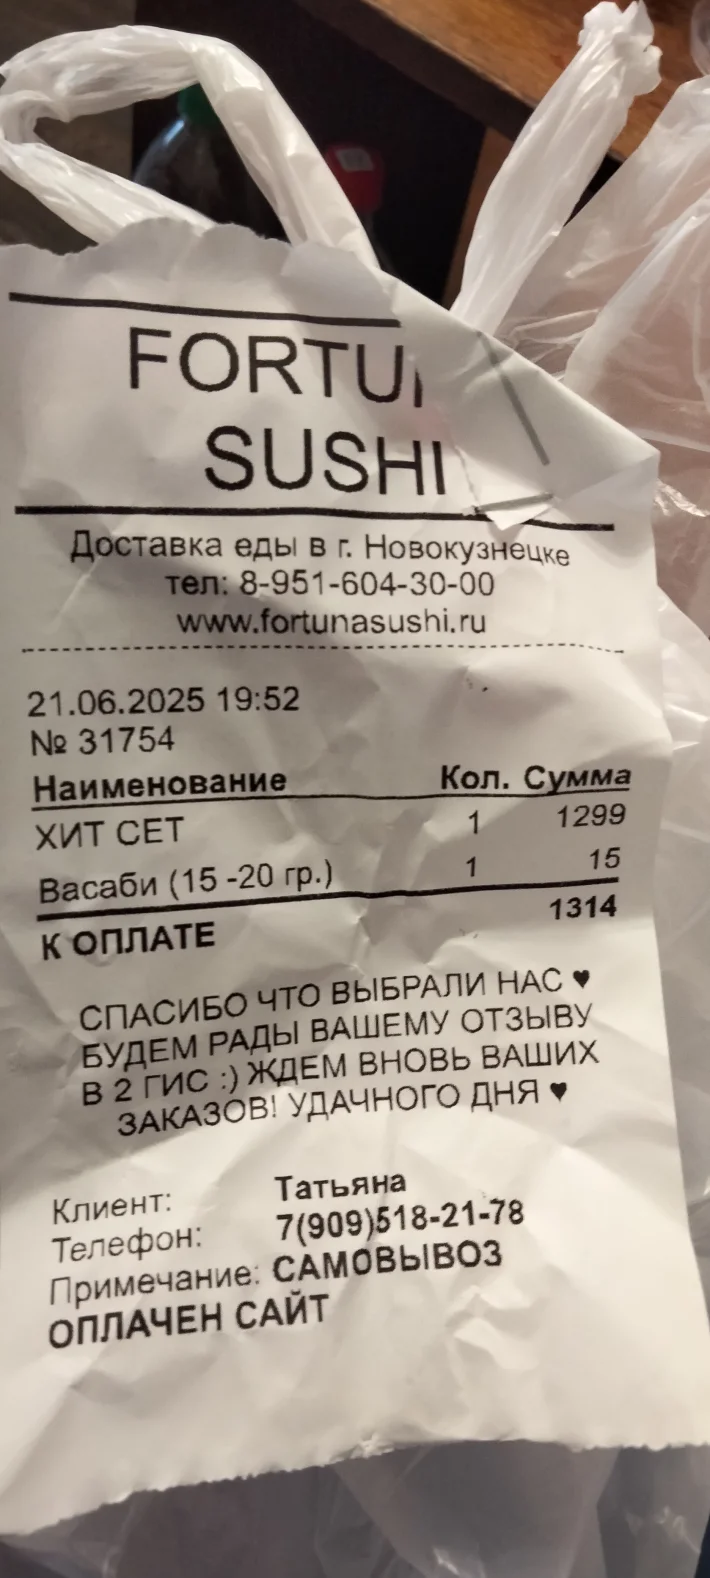 FORTU
SUSHI
Доставка еды в г. Новокузнецке
тел: 8-951-604-30-00
www.fortunasushi.ru
21.06.2025 19:52
№ 31754
Наименование Кол. Сумма
ХИТ СЕТ 1 1299
Васаби (15 -20 гр.) 1 15
К ОПЛАТЕ 1314
СПАСИБО ЧТО ВЫБРАЛИ НАС ♥
БУДЕМ РАДЫ ВАШЕМУ ОТЗЫВУ
В 2 ГИС :) ЖДЕМ ВНОВЬ ВАШИХ
ЗАКАЗОВ! УДАЧНОГО ДНЯ ♥
Клиент: Татьяна
Телефон: 7(909)518-21-78
Примечание: САМОВЫВОЗ
ОПЛАЧЕН САЙТ